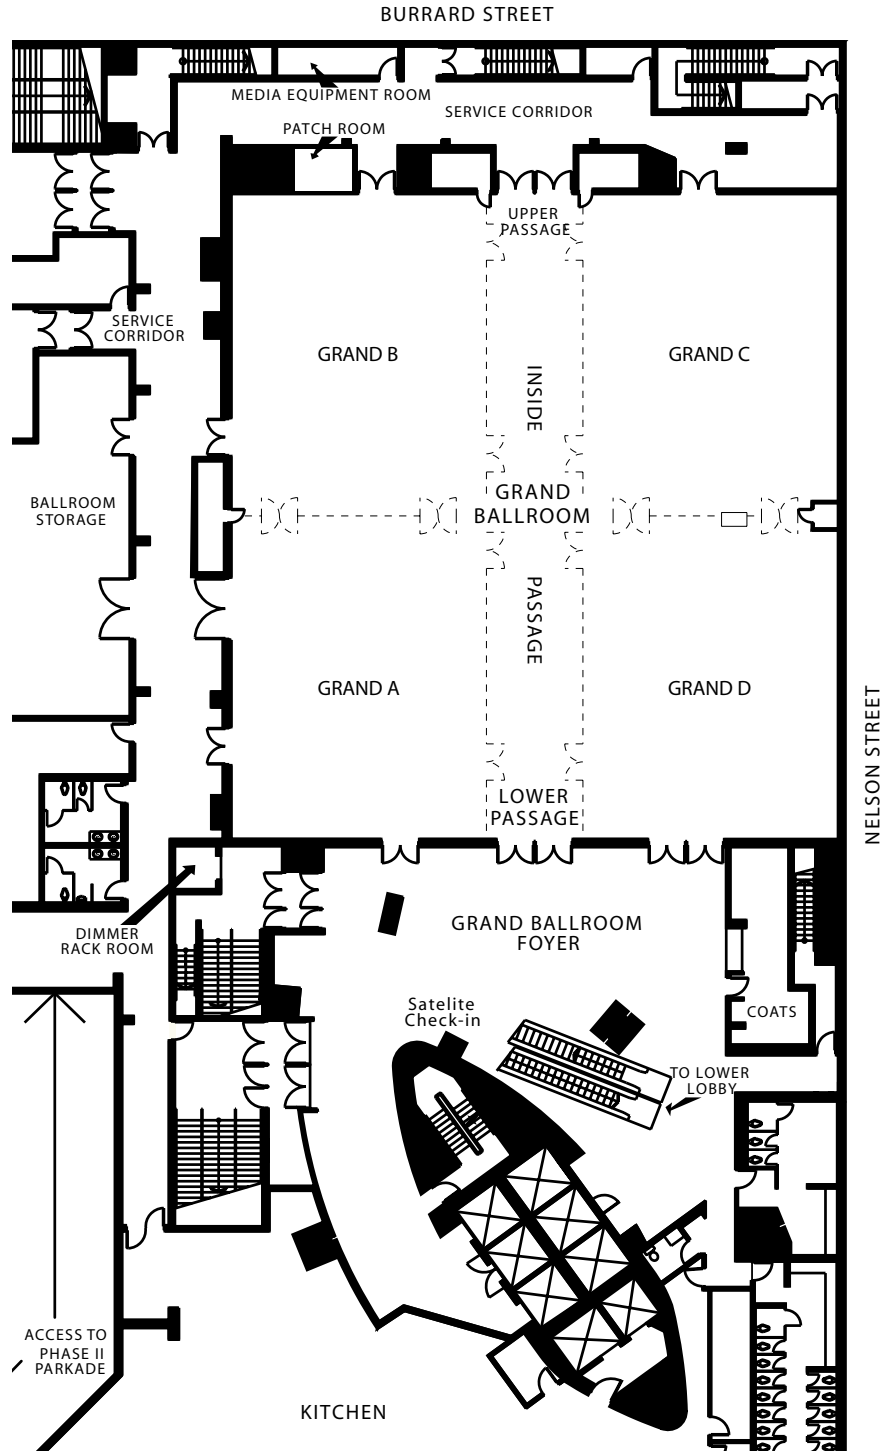 BURRARD STREET
MEDIA EQUIPMENT ROOM
SERVICE CORRIDOR
PATCH ROOM
UPPER
PASSAGE
SERVICE
CORRIDOR
GRAND B
GRAND C
INSIDE
BALLROOM
STORAGE
GRAND
BALLROOM
PASSAGE
GRAND A
GRAND D
NELSON STREET
LOWER
PASSAGE
DIMMER
RACK ROOM
GRAND BALLROOM
FOYER
Satelite
Check-in
COATS
TO LOWER
LOBBY
ACCESS TO
PHASE II
PARKADE
KITCHEN